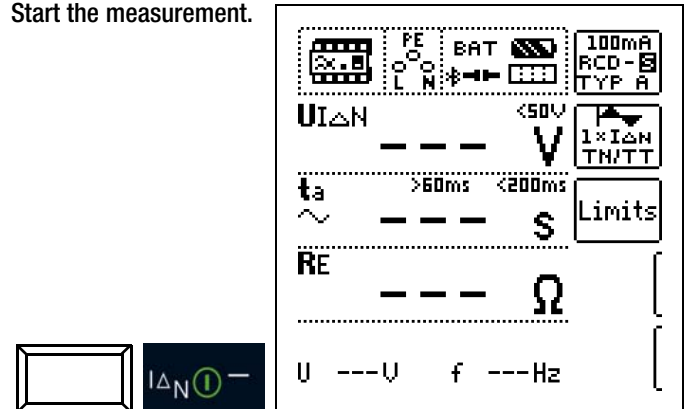 Start the measurement.
PE
L N
BAT
100mA
RCD-S
TYP A
UI△N
<50V
--- V
1×I△N
TN/TT
ta
>60ms <200ms
~ --- s
Limits
RE
--- Ω
U ---V f ---Hz
I△N